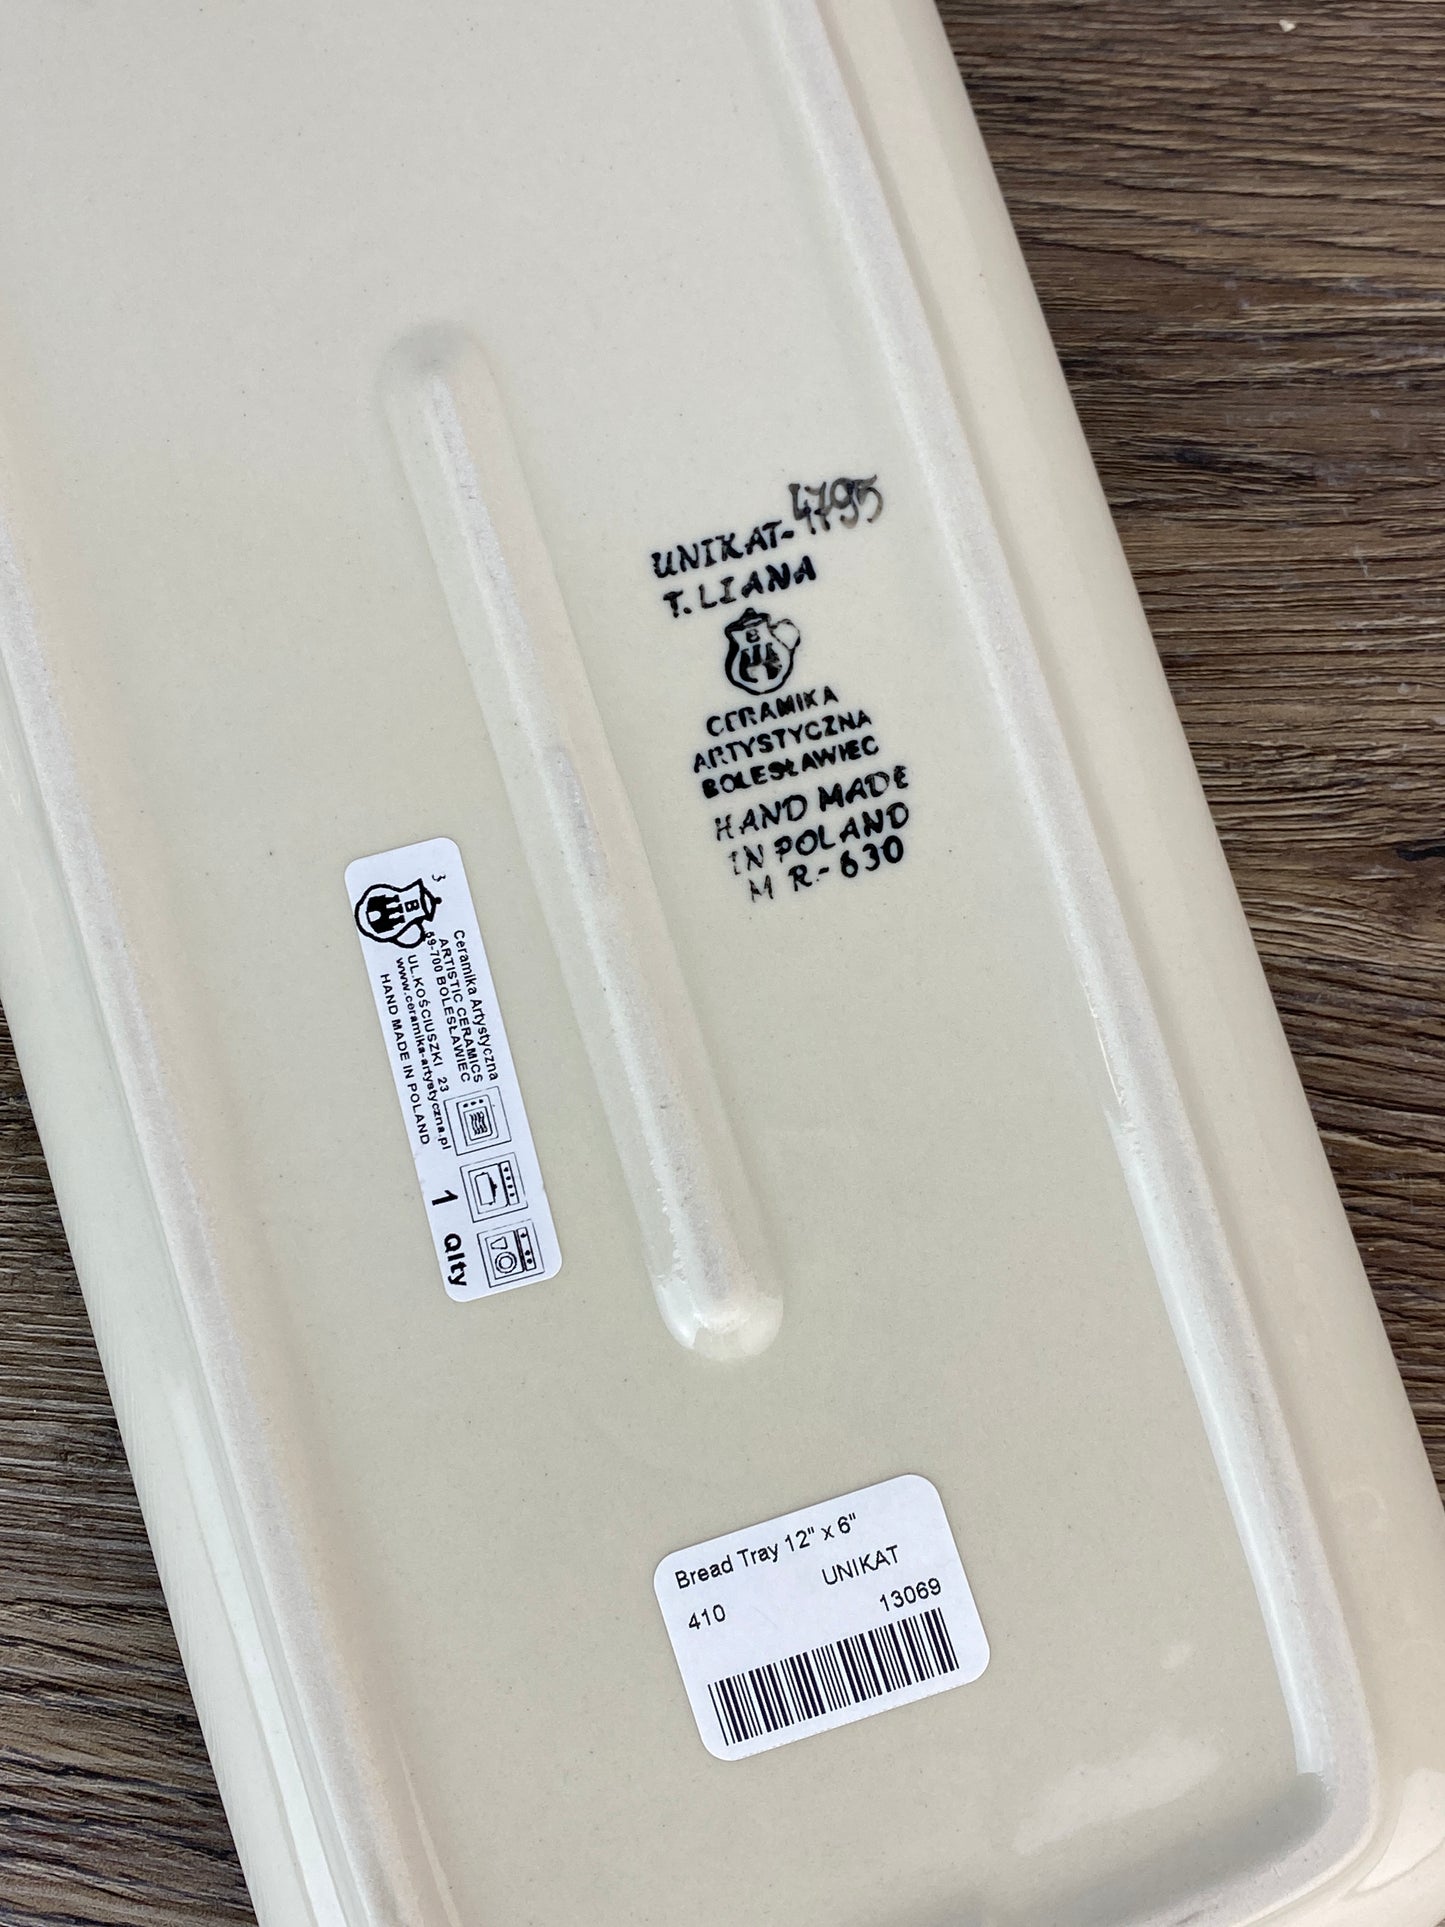 UNIKAT-4795
T. LIANA
B
CERAMIKA
ARTYSTYCZNA
BOLESŁAWIEC
HAND MADE
IN POLAND
M R.-630
3
B
Ceramika Artystyczna
ARTISTIC CERAMICS
59-700 BOLESŁAWIEC
UL.KOŚCIUSZKI 23
www.ceramika-artystyczna.pl
HAND MADE IN POLAND
1 Qlty
Bread Tray 12" x 6"
UNIKAT
410 13069